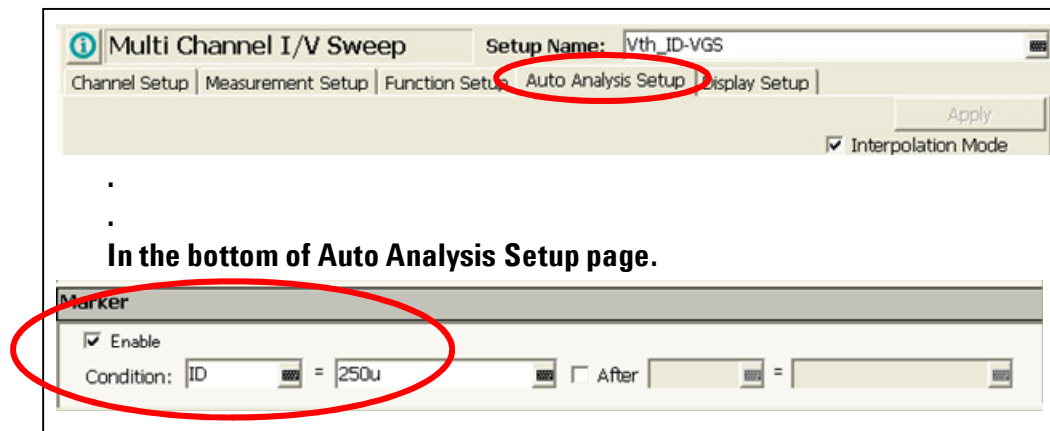 Multi Channel I/V Sweep Setup Name: Vth_ID-VGS
Channel Setup Measurement Setup Function Setup Auto Analysis Setup Display Setup
Apply
Interpolation Mode
.
.
In the bottom of Auto Analysis Setup page.
Marker
Enable
Condition: ID = 250u After =